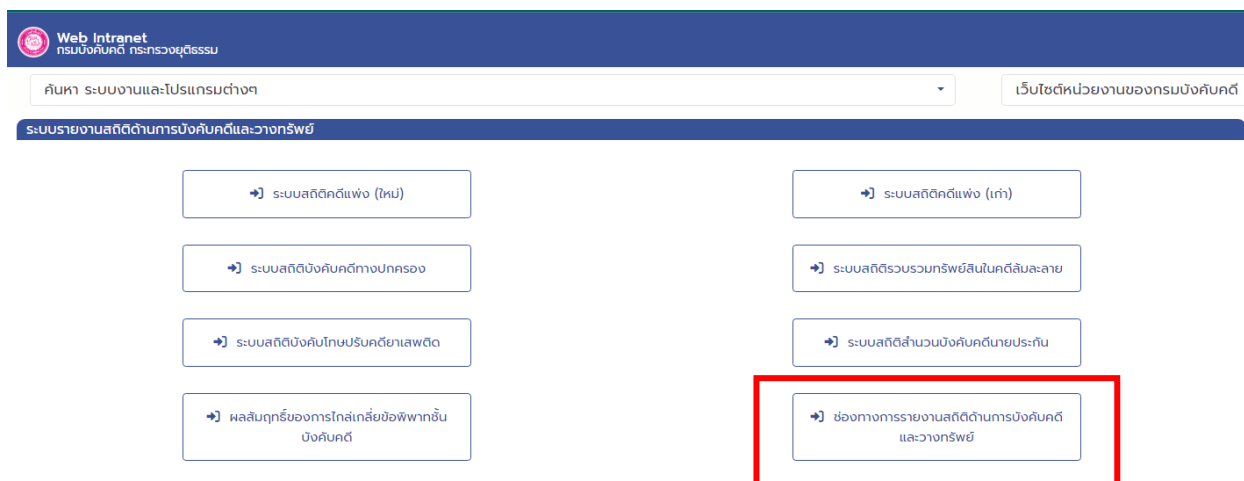 Web Intranet
กรมบังคับคดี กระทรวงยุติธรรม
ค้นหา ระบบงานและโปรแกรมต่างๆ
เว็บไซต์หน่วยงานของกรมบังคับคดี
ระบบรายงานสถิติด้านการบังคับคดีและวางทรัพย์
ระบบสถิติคดีแพ่ง (ใหม่)
ระบบสถิติคดีแพ่ง (เก่า)
ระบบสถิติบังคับคดีทางปกครอง
ระบบสถิติรวบรวมทรัพย์สินในคดีล้มละลาย
ระบบสถิติบังคับโทษปรับคดียาเสพติด
ระบบสถิติสำนวนบังคับคดีนายประกัน
ผลสัมฤทธิ์ของการไกล่เกลี่ยข้อพิพาทชั้น
บังคับคดี
ช่องทางการรายงานสถิติด้านการบังคับคดี
และวางทรัพย์